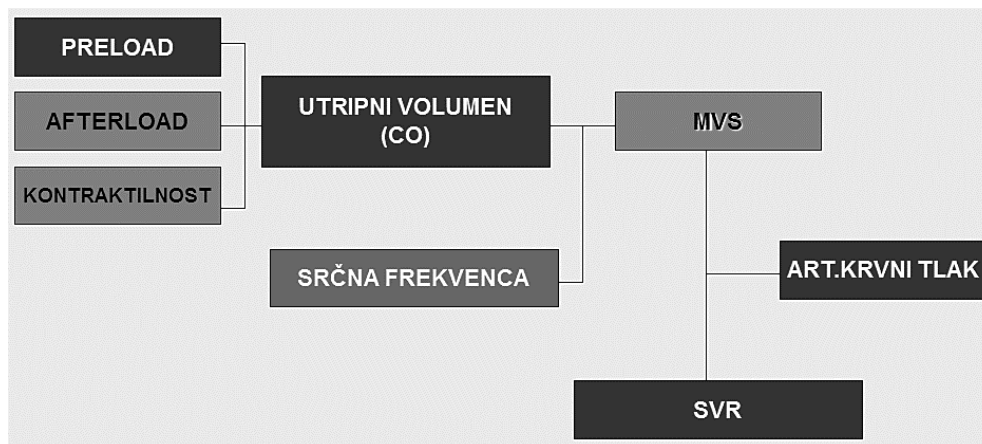 PRELOAD
AFTERLOAD
KONTRAKTILNOST
UTRIPNI VOLUMEN
(CO)
SRČNA FREKVENCA
MVS
ART.KRVNI TLAK
SVR